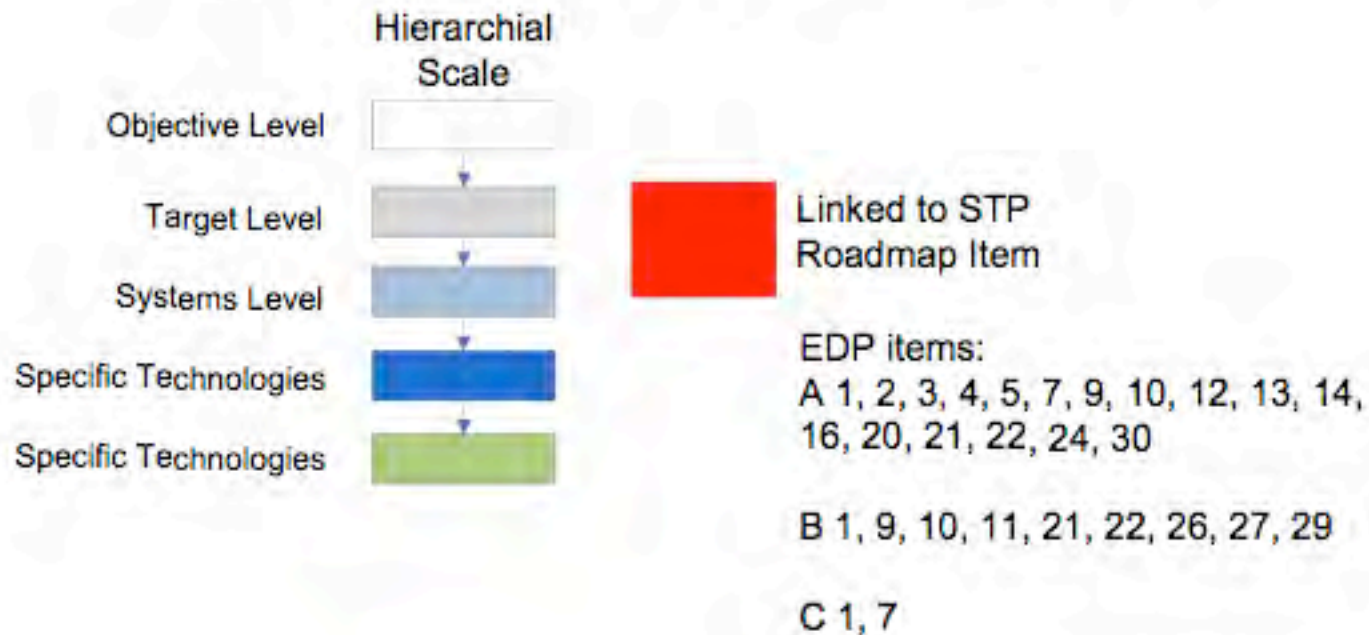 Hierarchial
Scale
Objective Level
Target Level
Systems Level
Specific Technologies
Specific Technologies
Linked to STP
Roadmap Item
EDP items:
A 1, 2, 3, 4, 5, 7, 9, 10, 12, 13, 14,
16, 20, 21, 22, 24, 30
B 1, 9, 10, 11, 21, 22, 26, 27, 29
C 1, 7